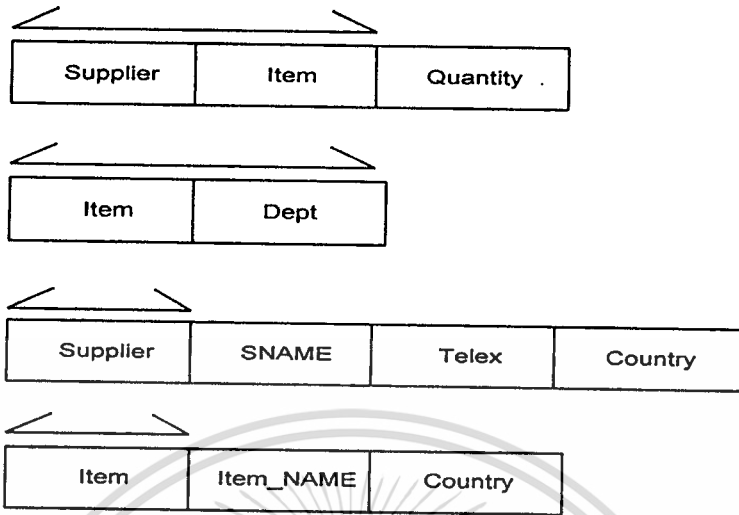 Supplier Item Quantity
Item Dept
Supplier SNAME Telex Country
Item Item_NAME Country